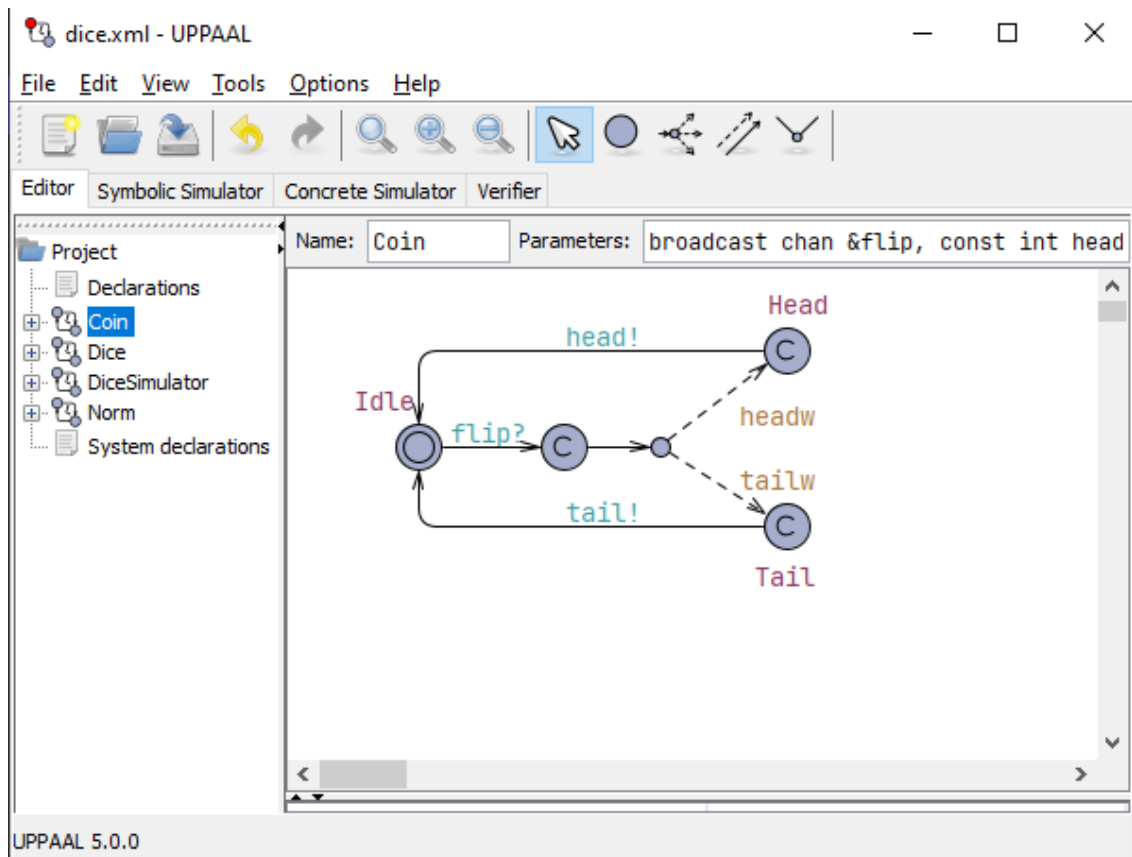 dice.xml - UPPAAL
File Edit View Tools Options Help
Editor Symbolic Simulator Concrete Simulator Verifier
Project
Declarations
Coin
Dice
DiceSimulator
Norm
System declarations
Name: Coin Parameters: broadcast chan &flip, const int head
Head
head!
C
Idle
headw
flip?
C
tailw
tail!
C
Tail
UPPAAL 5.0.0